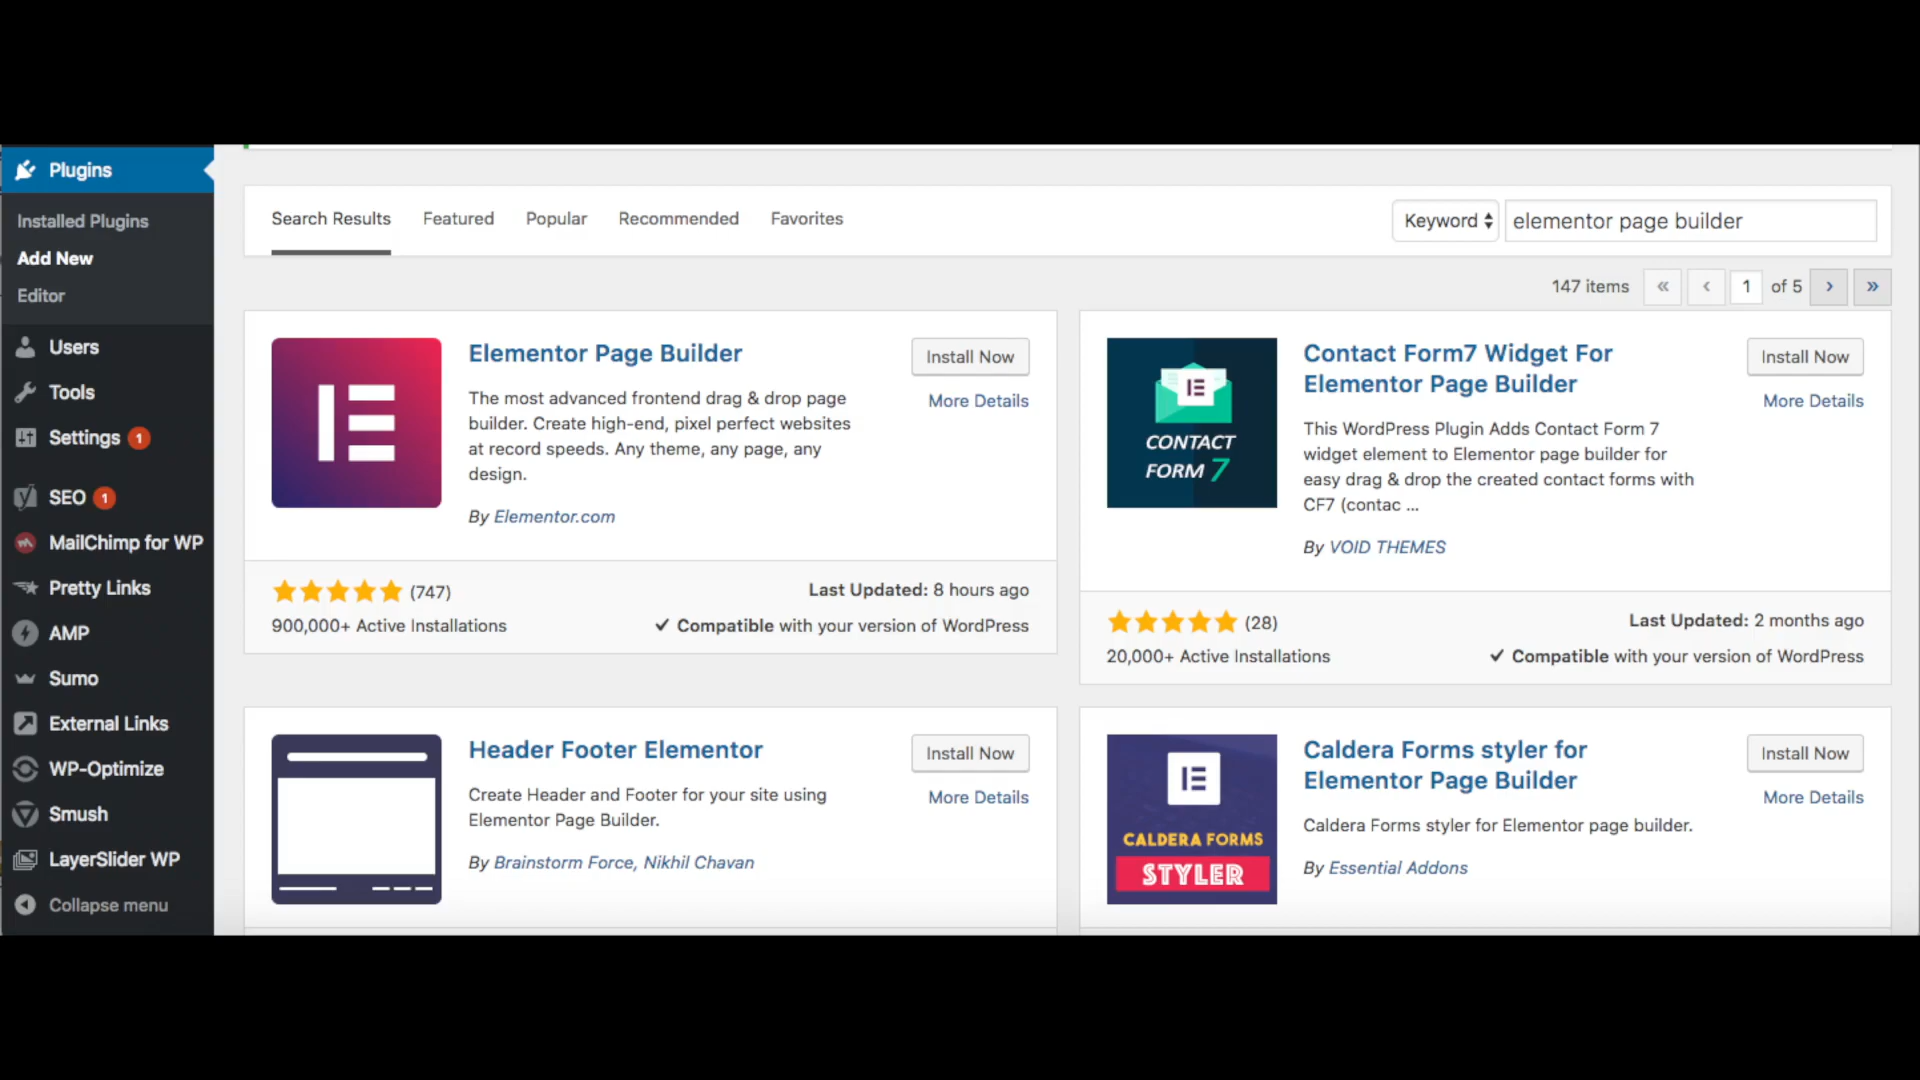 Plugins
Installed Plugins
Add New
Editor
Users
Tools
Settings 1
SEO 1
MailChimp for WP
Pretty Links
AMP
Sumo
External Links
WP-Optimize
Smush
LayerSlider WP
Collapse menu
Search Results Featured Popular Recommended Favorites
Keyword elementor page builder
147 items « ‹ 1 of 5 › »
Elementor Page Builder
Install Now
More Details
The most advanced frontend drag & drop page
builder. Create high-end, pixel perfect websites
at record speeds. Any theme, any page, any
design.
By Elementor.com
(747)
Last Updated: 8 hours ago
900,000+ Active Installations
✓ Compatible with your version of WordPress
CONTACT
FORM 7
Contact Form7 Widget For
Elementor Page Builder
Install Now
More Details
This WordPress Plugin Adds Contact Form 7
widget element to Elementor page builder for
easy drag & drop the created contact forms with
CF7 (contac ...
By VOID THEMES
(28)
Last Updated: 2 months ago
20,000+ Active Installations
✓ Compatible with your version of WordPress
Header Footer Elementor
Install Now
More Details
Create Header and Footer for your site using
Elementor Page Builder.
By Brainstorm Force, Nikhil Chavan
CALDERA FORMS
STYLER
Caldera Forms styler for
Elementor Page Builder
Install Now
More Details
Caldera Forms styler for Elementor page builder.
By Essential Addons